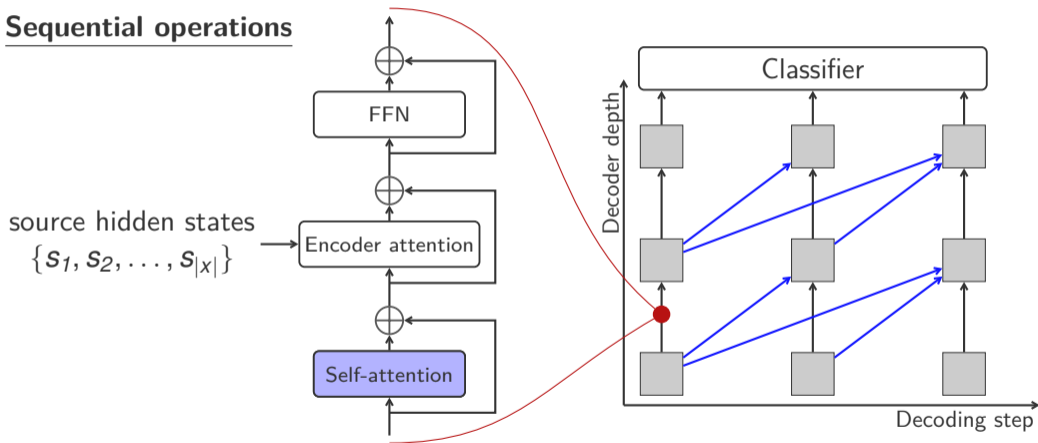 Sequential operations
FFN
source hidden states
{s1, s2, . . . , s|x|}
Encoder attention
Self-attention
Classifier
Decoder depth
Decoding step